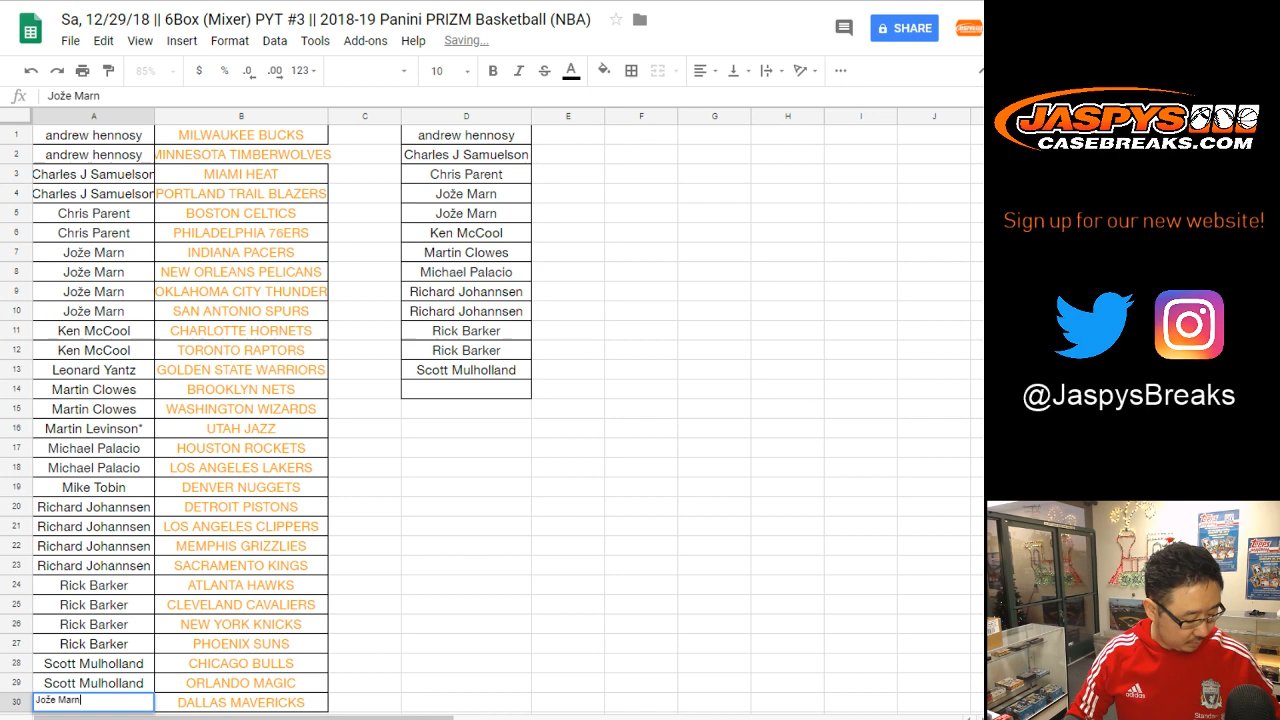 Sa, 12/29/18 || 6Box (Mixer) PYT #3 || 2018-19 Panini PRIZM Basketball (NBA)
File Edit View Insert Format Data Tools Add-ons Help Saving...
SHARE
85% $ % .0 .00 123 10 B I S A
fx Jože Marn
A B C D E F G H I J
1 andrew hennosy MILWAUKEE BUCKS andrew hennosy
2 andrew hennosy MINNESOTA TIMBERWOLVES Charles J Samuelson
3 Charles J Samuelson MIAMI HEAT Chris Parent
4 Charles J Samuelson PORTLAND TRAIL BLAZERS Jože Marn
5 Chris Parent BOSTON CELTICS Jože Marn
6 Chris Parent PHILADELPHIA 76ERS Ken McCool
7 Jože Marn INDIANA PACERS Martin Clowes
8 Jože Marn NEW ORLEANS PELICANS Michael Palacio
9 Jože Marn OKLAHOMA CITY THUNDER Richard Johannsen
10 Jože Marn SAN ANTONIO SPURS Richard Johannsen
11 Ken McCool CHARLOTTE HORNETS Rick Barker
12 Ken McCool TORONTO RAPTORS Rick Barker
13 Leonard Yantz GOLDEN STATE WARRIORS Scott Mulholland
14 Martin Clowes BROOKLYN NETS
15 Martin Clowes WASHINGTON WIZARDS
16 Martin Levinson* UTAH JAZZ
17 Michael Palacio HOUSTON ROCKETS
18 Michael Palacio LOS ANGELES LAKERS
19 Mike Tobin DENVER NUGGETS
20 Richard Johannsen DETROIT PISTONS
21 Richard Johannsen LOS ANGELES CLIPPERS
22 Richard Johannsen MEMPHIS GRIZZLIES
23 Richard Johannsen SACRAMENTO KINGS
24 Rick Barker ATLANTA HAWKS
25 Rick Barker CLEVELAND CAVALIERS
26 Rick Barker NEW YORK KNICKS
27 Rick Barker PHOENIX SUNS
28 Scott Mulholland CHICAGO BULLS
29 Scott Mulholland ORLANDO MAGIC
30 Jože Marn DALLAS MAVERICKS
JASPYS
CASEBREAKS.COM
Sign up for our new website!
@JaspysBreaks
Topps
Topps
adidas